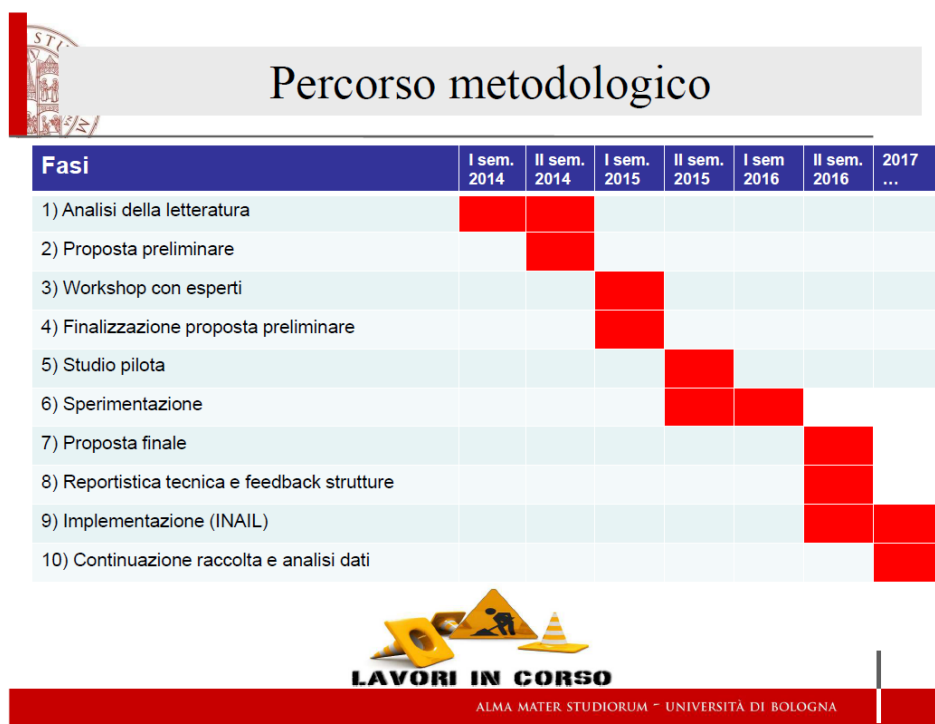 STV
Percorso metodologico
M
Fasi
I sem. 2014
II sem. 2014
I sem. 2015
II sem. 2015
I sem 2016
II sem. 2016
2017 ...
1) Analisi della letteratura
2) Proposta preliminare
3) Workshop con esperti
4) Finalizzazione proposta preliminare
5) Studio pilota
6) Sperimentazione
7) Proposta finale
8) Reportistica tecnica e feedback strutture
9) Implementazione (INAIL)
10) Continuazione raccolta e analisi dati
LAVORI IN CORSO
ALMA MATER STUDIORUM ~ UNIVERSITÀ DI BOLOGNA